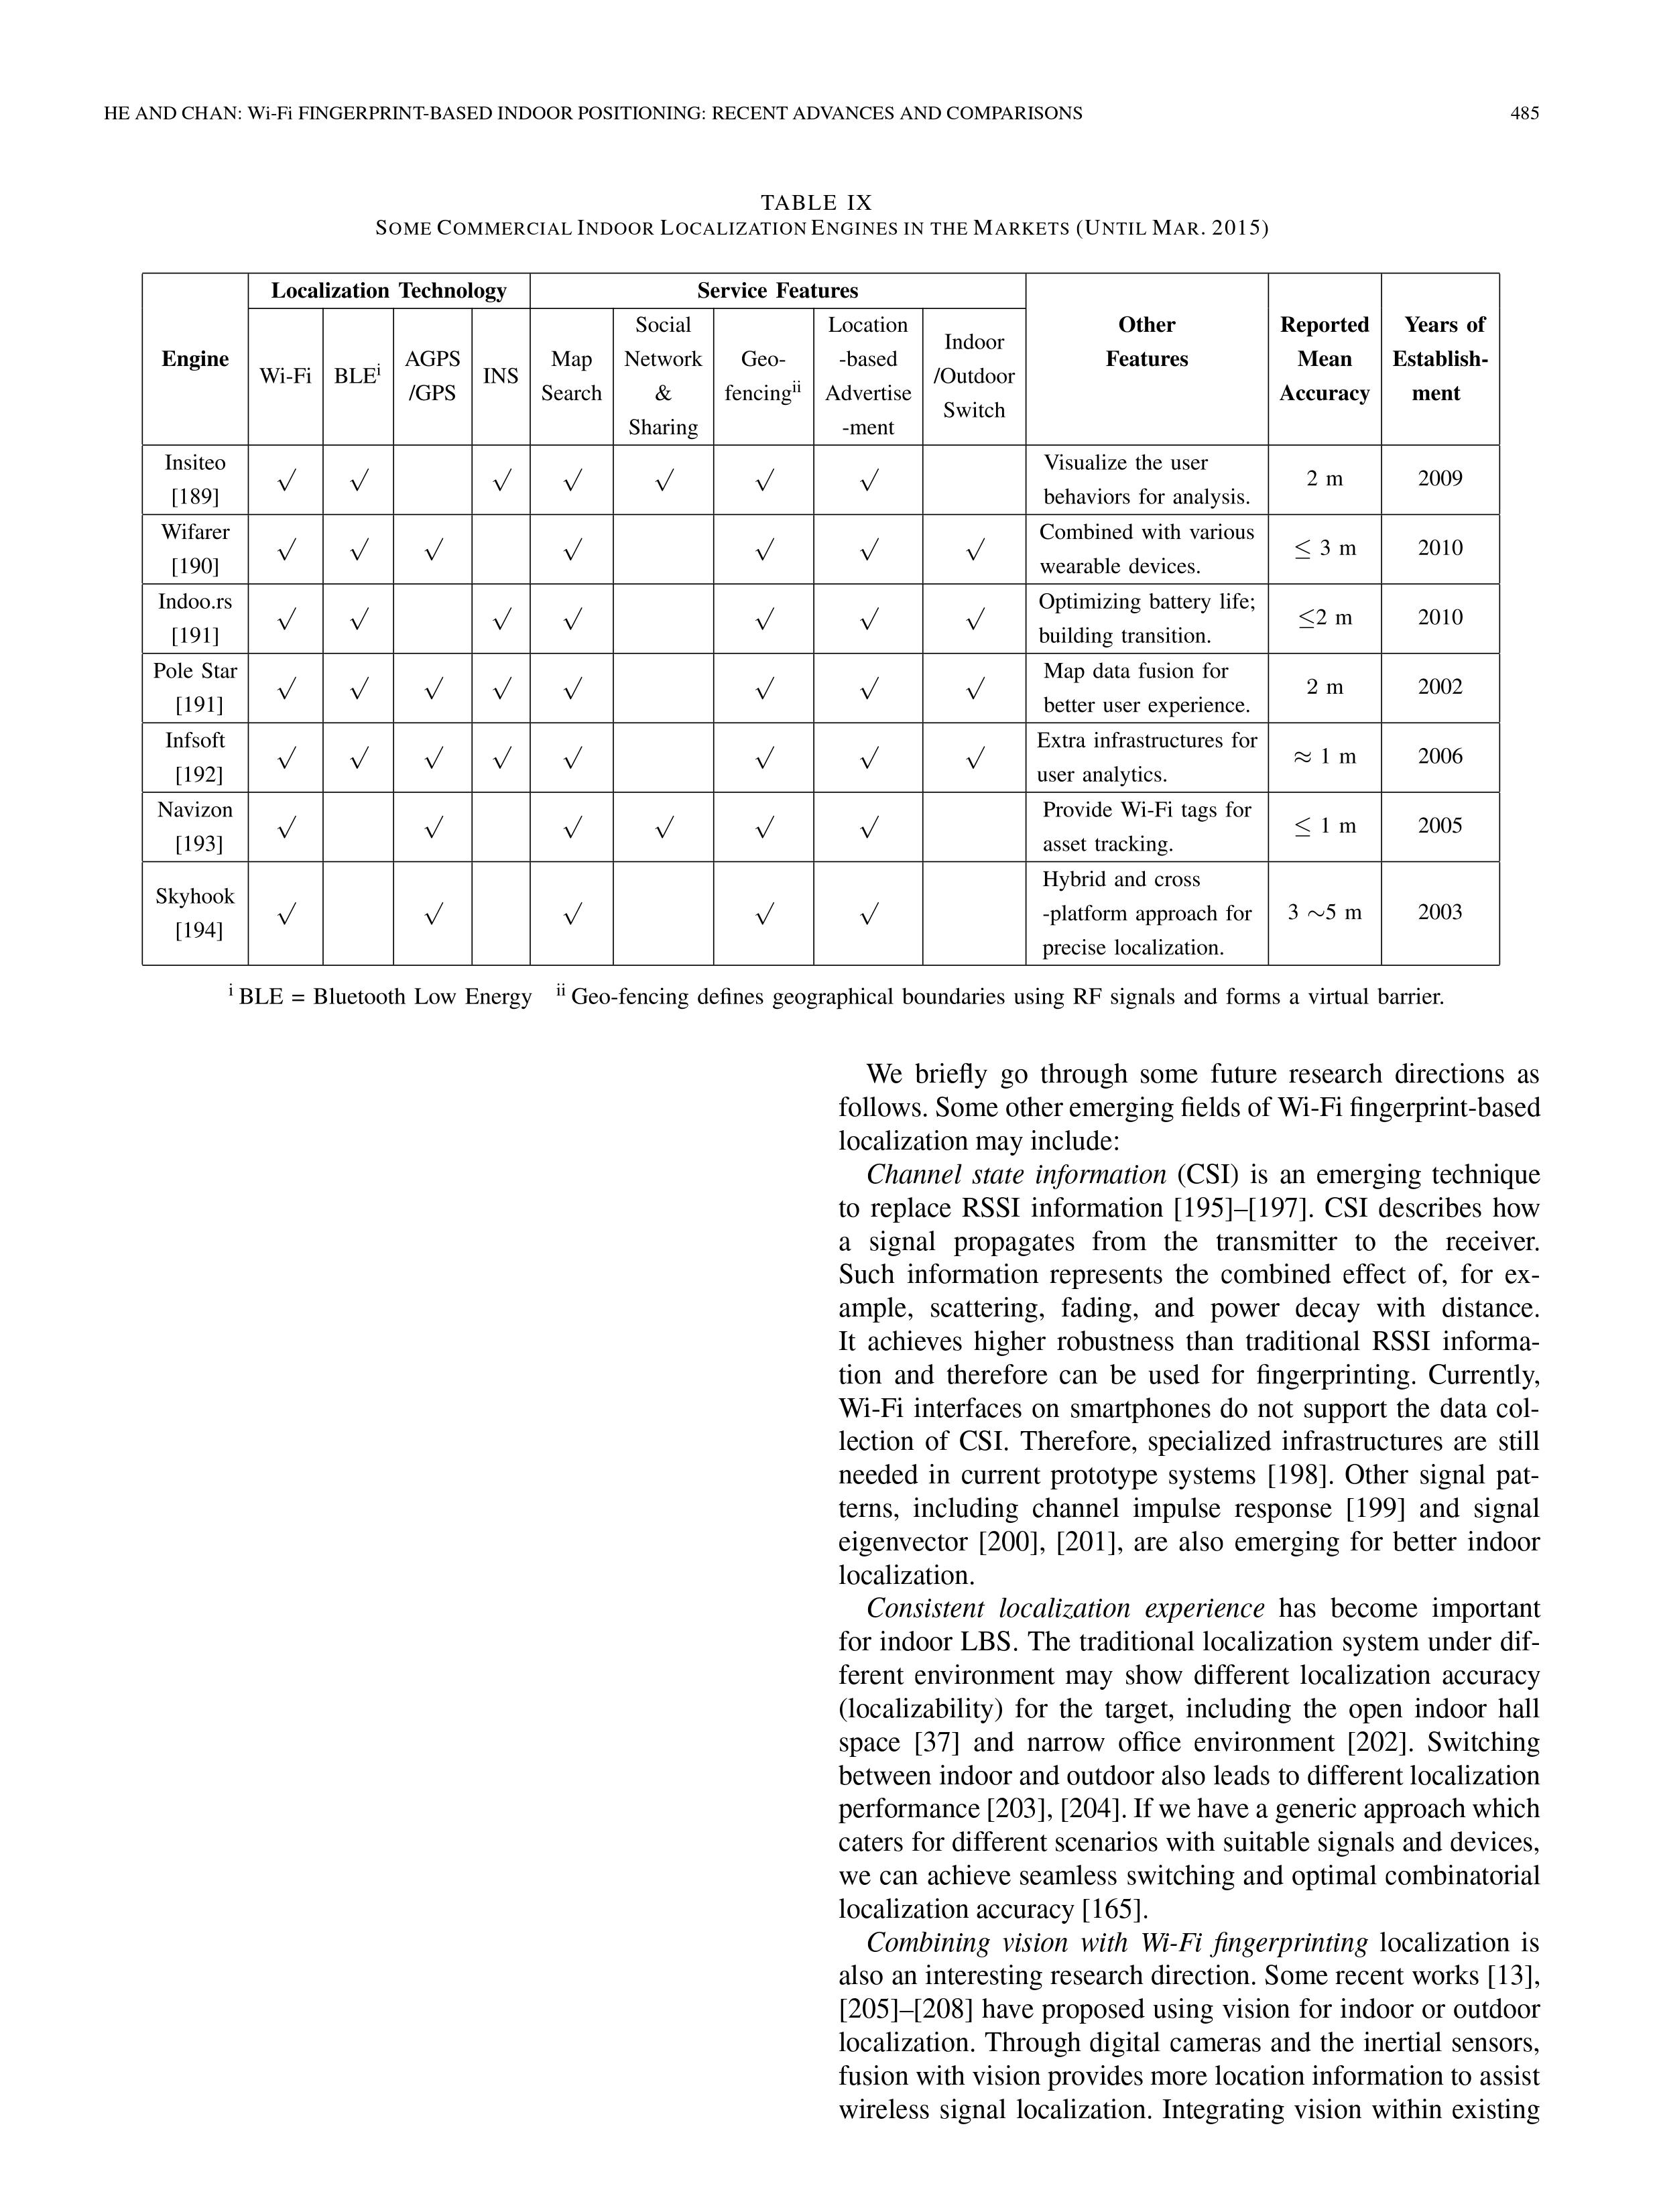 HE AND CHAN: Wi-Fi FINGERPRINT-BASED INDOOR POSITIONING: RECENT ADVANCES AND COMPARISONS 485
TABLE IX
SOME COMMERCIAL INDOOR LOCALIZATION ENGINES IN THE MARKETS (UNTIL MAR. 2015)
Engine
Localization Technology
Service Features
Other
Features
Reported
Mean
Accuracy
Years of
Establish-
ment
Wi-Fi
BLEⁱ
AGPS
/GPS
INS
Map
Search
Social
Network
&
Sharing
Geo-
fencingⁱⁱ
Location
-based
Advertise
-ment
Indoor
/Outdoor
Switch
Insiteo
[189]
√ √ √ √ √ √ √
Visualize the user
behaviors for analysis.
2 m
2009
Wifarer
[190]
√ √ √ √ √ √ √
Combined with various
wearable devices.
≤ 3 m
2010
Indoo.rs
[191]
√ √ √ √ √ √ √
Optimizing battery life;
building transition.
≤2 m
2010
Pole Star
[191]
√ √ √ √ √ √ √ √
Map data fusion for
better user experience.
2 m
2002
Infsoft
[192]
√ √ √ √ √ √ √ √
Extra infrastructures for
user analytics.
≈ 1 m
2006
Navizon
[193]
√ √ √ √ √ √
Provide Wi-Fi tags for
asset tracking.
≤ 1 m
2005
Skyhook
[194]
√ √ √ √ √
Hybrid and cross
-platform approach for
precise localization.
3 ∼5 m
2003
ⁱ BLE = Bluetooth Low Energy ⁱⁱ Geo-fencing defines geographical boundaries using RF signals and forms a virtual barrier.
We briefly go through some future research directions as
follows. Some other emerging fields of Wi-Fi fingerprint-based
localization may include:
Channel state information (CSI) is an emerging technique
to replace RSSI information [195]–[197]. CSI describes how
a signal propagates from the transmitter to the receiver.
Such information represents the combined effect of, for ex-
ample, scattering, fading, and power decay with distance.
It achieves higher robustness than traditional RSSI informa-
tion and therefore can be used for fingerprinting. Currently,
Wi-Fi interfaces on smartphones do not support the data col-
lection of CSI. Therefore, specialized infrastructures are still
needed in current prototype systems [198]. Other signal pat-
terns, including channel impulse response [199] and signal
eigenvector [200], [201], are also emerging for better indoor
localization.
Consistent localization experience has become important
for indoor LBS. The traditional localization system under dif-
ferent environment may show different localization accuracy
(localizability) for the target, including the open indoor hall
space [37] and narrow office environment [202]. Switching
between indoor and outdoor also leads to different localization
performance [203], [204]. If we have a generic approach which
caters for different scenarios with suitable signals and devices,
we can achieve seamless switching and optimal combinatorial
localization accuracy [165].
Combining vision with Wi-Fi fingerprinting localization is
also an interesting research direction. Some recent works [13],
[205]–[208] have proposed using vision for indoor or outdoor
localization. Through digital cameras and the inertial sensors,
fusion with vision provides more location information to assist
wireless signal localization. Integrating vision within existing